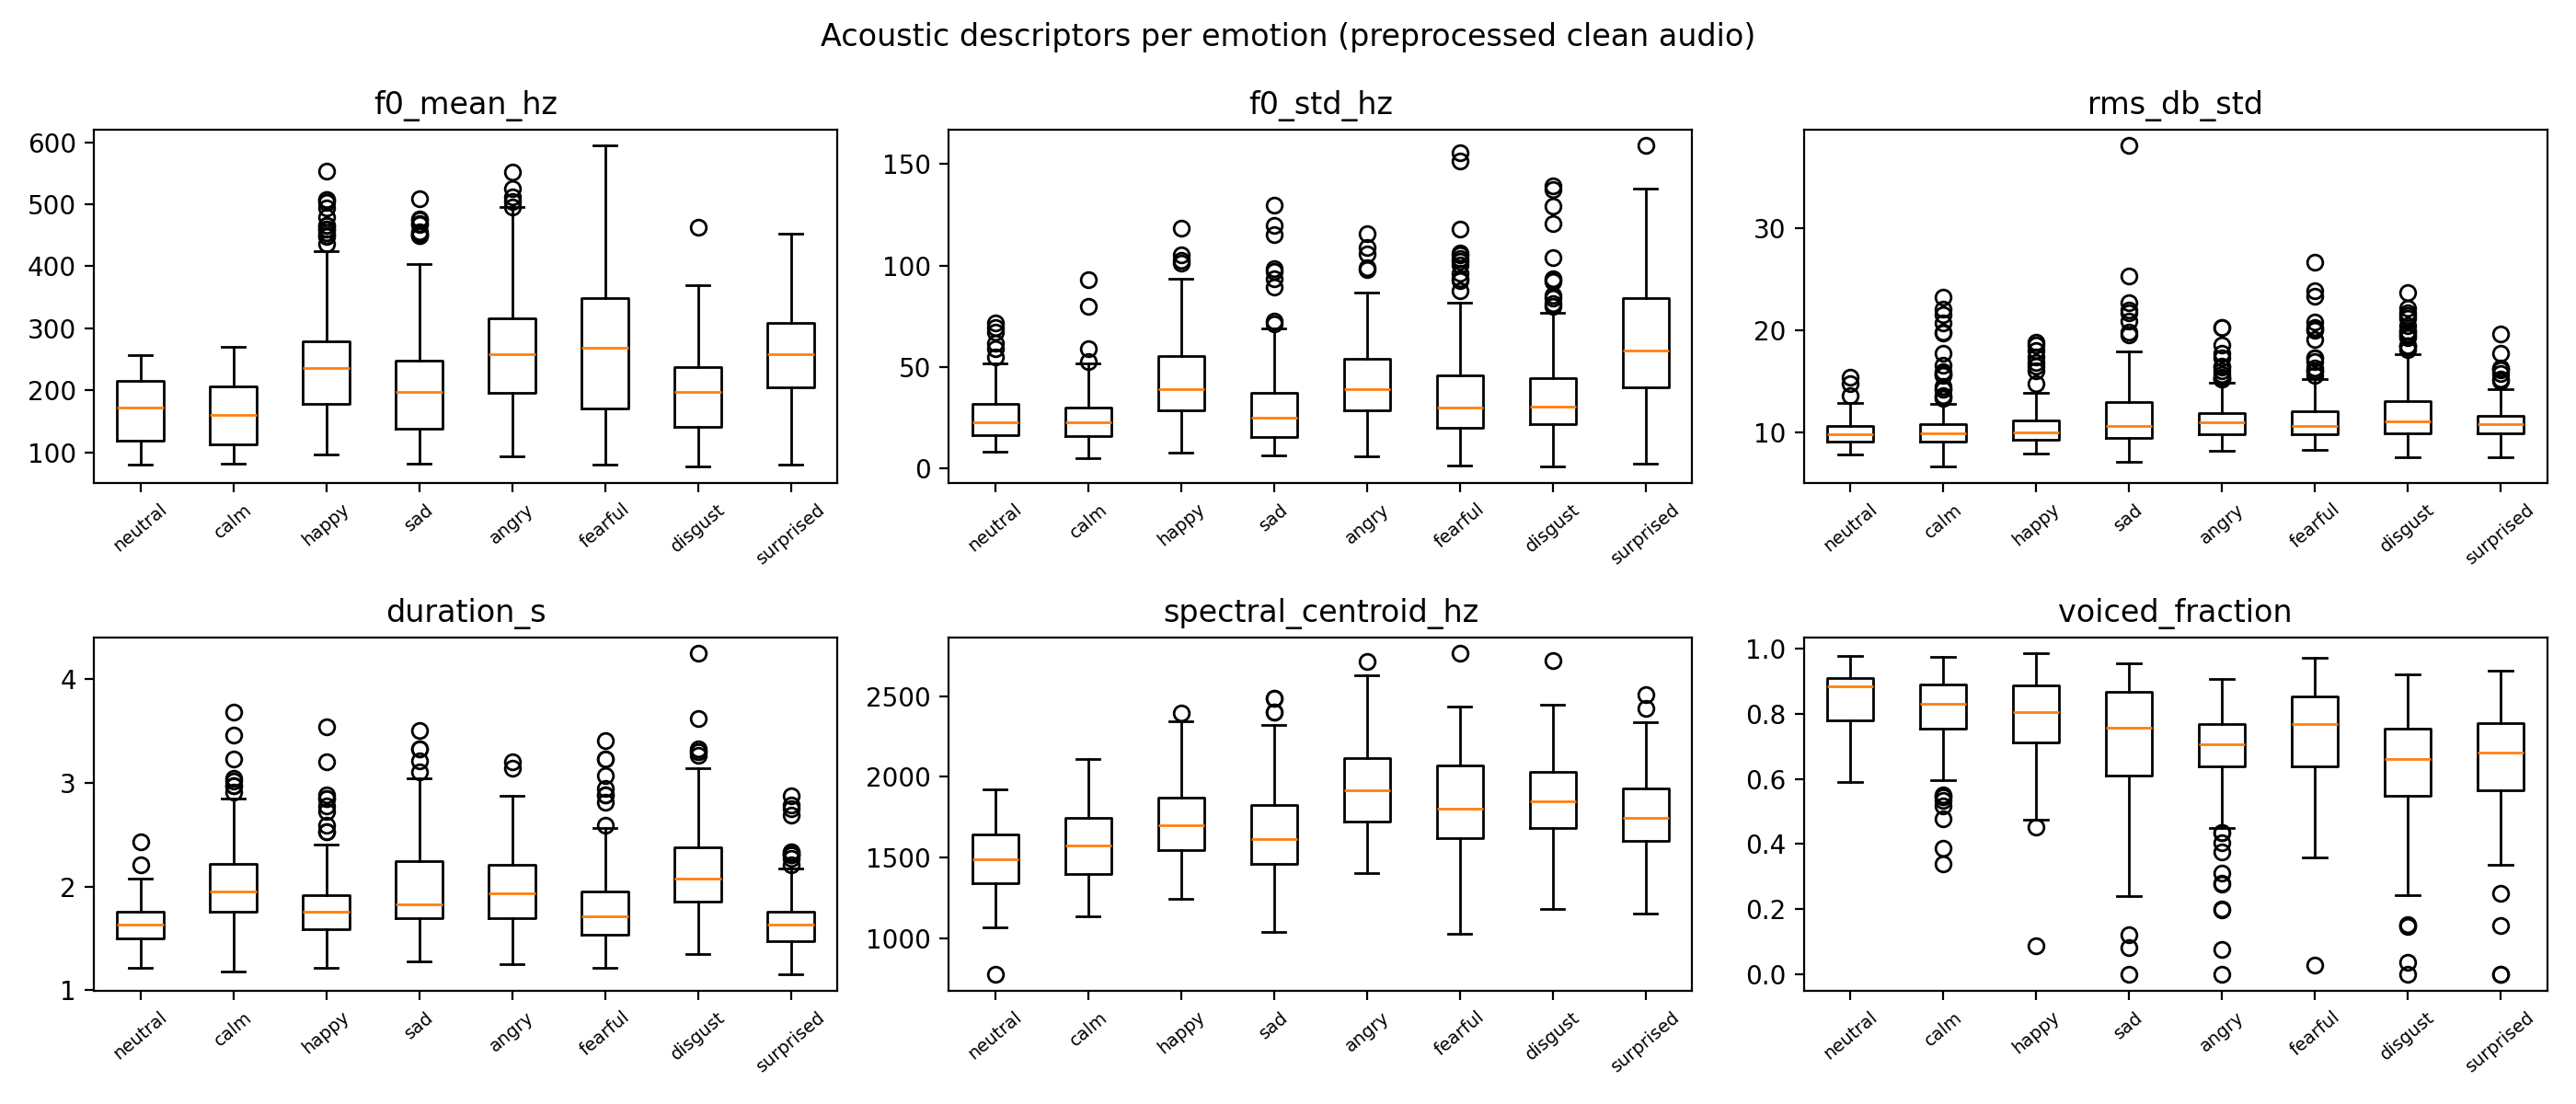 Acoustic descriptors per emotion (preprocessed clean audio)
f0_mean_hz
600
500
400
300
200
100
neutral
calm
happy
sad
angry
fearful
disgust
surprised
f0_std_hz
150
100
50
0
neutral
calm
happy
sad
angry
fearful
disgust
surprised
rms_db_std
30
20
10
neutral
calm
happy
sad
angry
fearful
disgust
surprised
duration_s
4
3
2
1
neutral
calm
happy
sad
angry
fearful
disgust
surprised
spectral_centroid_hz
2500
2000
1500
1000
neutral
calm
happy
sad
angry
fearful
disgust
surprised
voiced_fraction
1.0
0.8
0.6
0.4
0.2
0.0
neutral
calm
happy
sad
angry
fearful
disgust
surprised